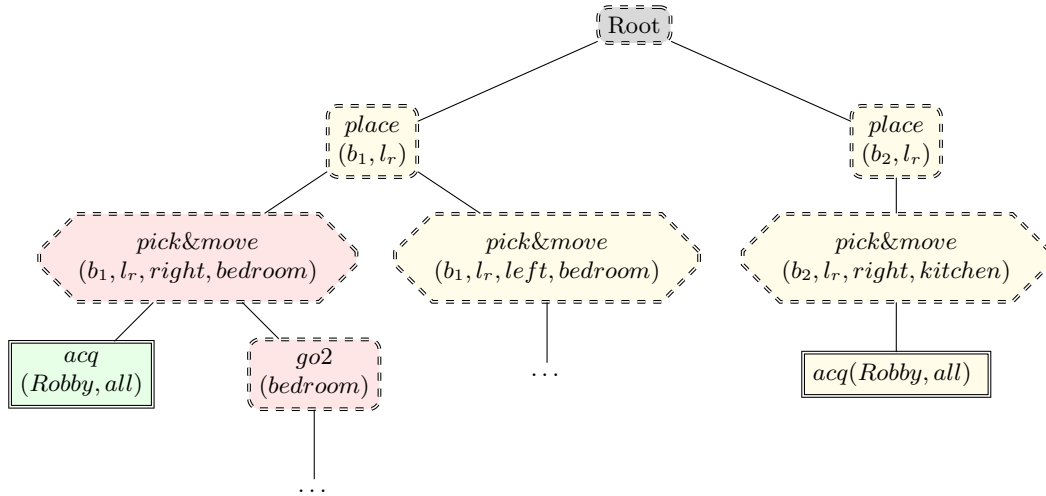 Root
place
(b₁, lᵣ)
place
(b₂, lᵣ)
pick&move
(b₁, lᵣ, right, bedroom)
pick&move
(b₁, lᵣ, left, bedroom)
pick&move
(b₂, lᵣ, right, kitchen)
acq
(Robby, all)
go2
(bedroom)
...
acq(Robby, all)
...